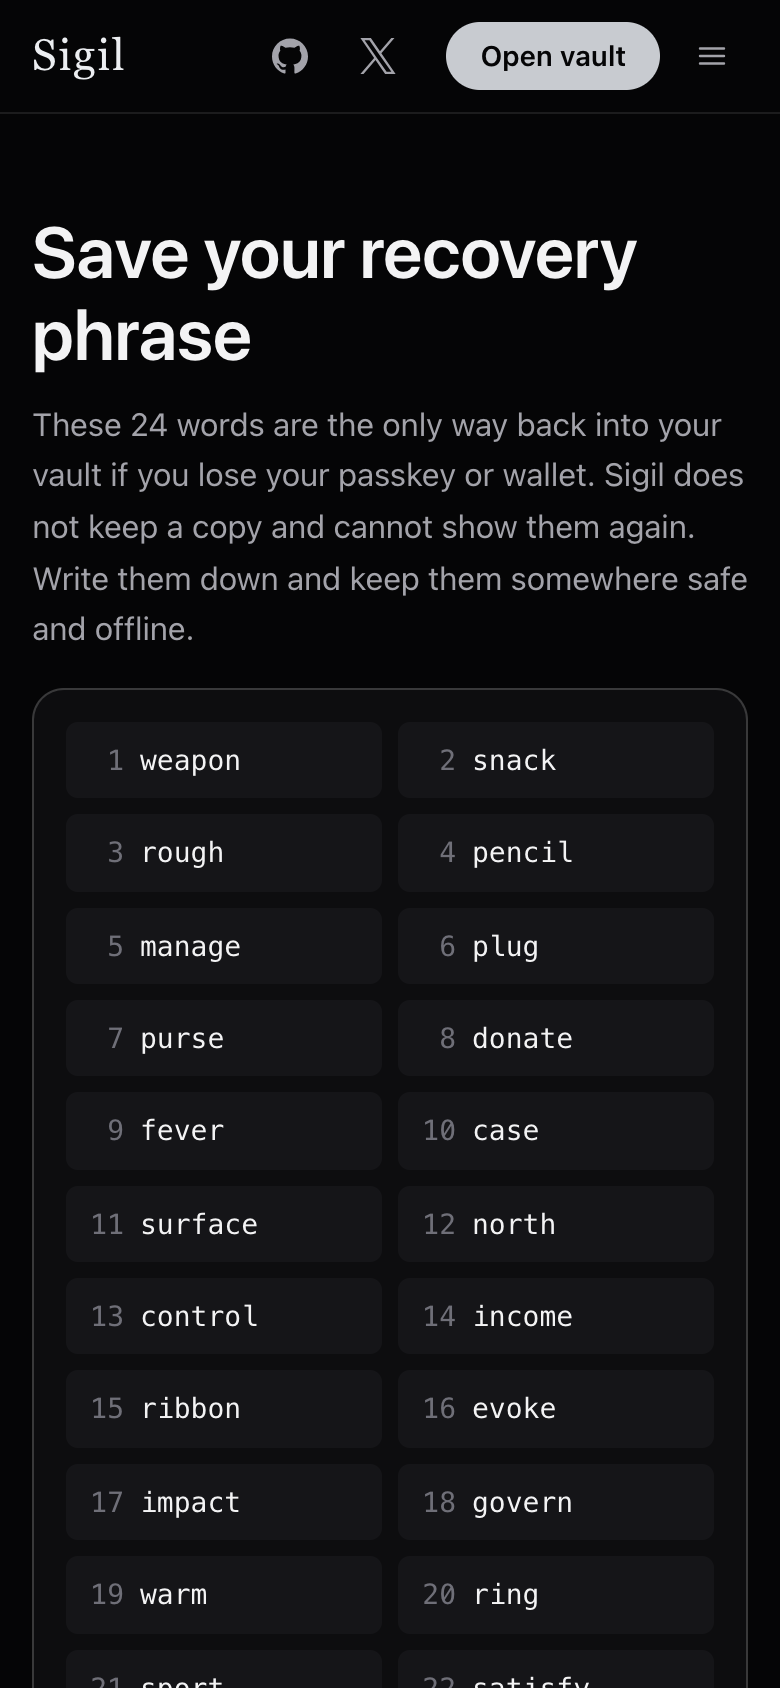 Sigil
Open vault
Save your recovery
phrase
These 24 words are the only way back into your
vault if you lose your passkey or wallet. Sigil does
not keep a copy and cannot show them again.
Write them down and keep them somewhere safe
and offline.
1 weapon
2 snack
3 rough
4 pencil
5 manage
6 plug
7 purse
8 donate
9 fever
10 case
11 surface
12 north
13 control
14 income
15 ribbon
16 evoke
17 impact
18 govern
19 warm
20 ring
21 sport
22 satisfy